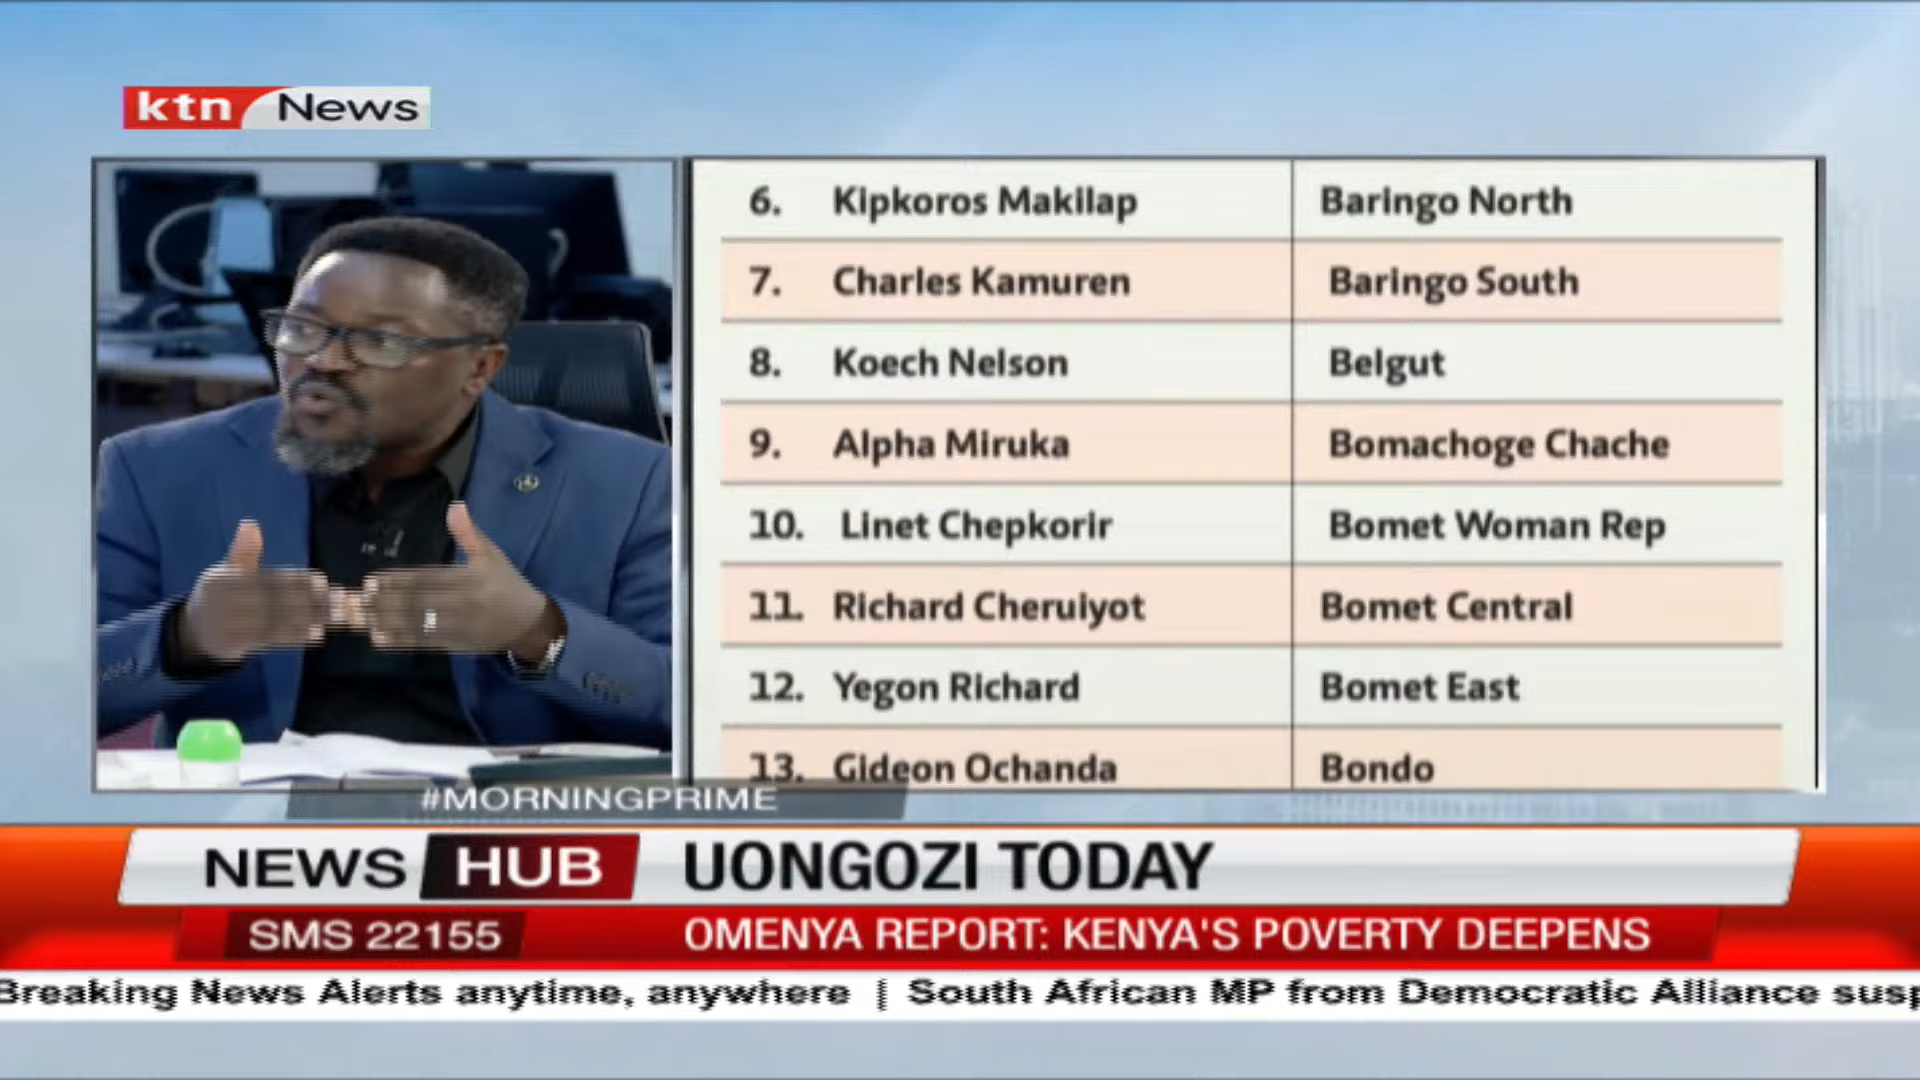 ktn News
6. Kipkoros Makilap Baringo North
7. Charles Kamuren Baringo South
8. Koech Nelson Belgut
9. Alpha Miruka Bomachoge Chache
10. Linet Chepkorir Bomet Woman Rep
11. Richard Cheruiyot Bomet Central
12. Yegon Richard Bomet East
13. Gideon Ochanda Bondo
#MORNINGPRIME
NEWS HUB UONGOZI TODAY
SMS 22155 OMENYA REPORT: KENYA'S POVERTY DEEPENS
Breaking News Alerts anytime, anywhere | South African MP from Democratic Alliance susp